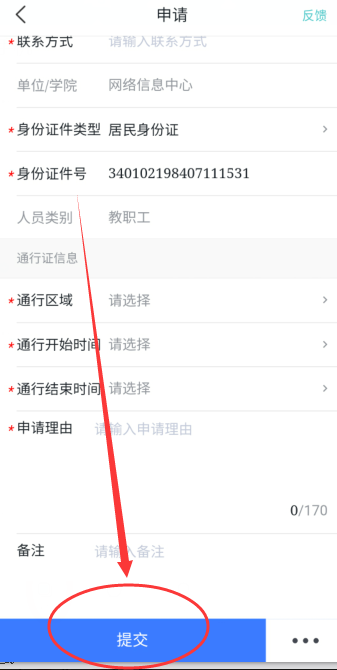 申请 反馈
*联系方式 请输入联系方式
单位/学院 网络信息中心
*身份证件类型 居民身份证
*身份证件号 340102198407111531
人员类别 教职工
通行证信息
*通行区域 请选择
*通行开始时间 请选择
*通行结束时间 请选择
*申请理由 请输入申请理由
0/170
备注 请输入备注
提交